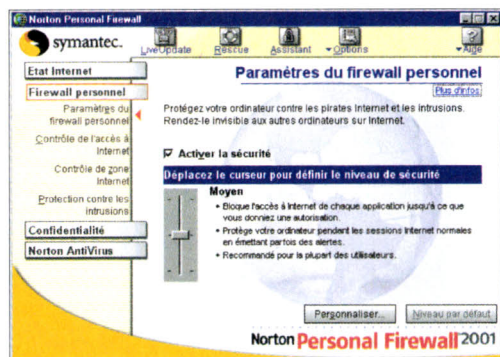 Norton Personal Firewall
symantec.
LiveUpdate Rescue Assistant Options Aide
Etat Internet
Firewall personnel
Paramètres du
firewall personnel
Contrôle de l'accès à
Internet
Contrôle de zone
Internet
Protection contre les
intrusions
Confidentialité
Norton AntiVirus
Paramètres du firewall personnel
Plus d'infos
Protégez votre ordinateur contre les pirates Internet et les intrusions.
Rendez-le invisible aux autres ordinateurs sur Internet.
Activer la sécurité
Déplacez le curseur pour définir le niveau de sécurité
Moyen
• Bloque l'accès à Internet de chaque application jusqu'à ce que
vous donniez une autorisation.
• Protège votre ordinateur pendant les sessions Internet normales
en émettant parfois des alertes.
• Recommandé pour la plupart des utilisateurs.
Personnaliser... Niveau par défaut
Norton Personal Firewall 2001